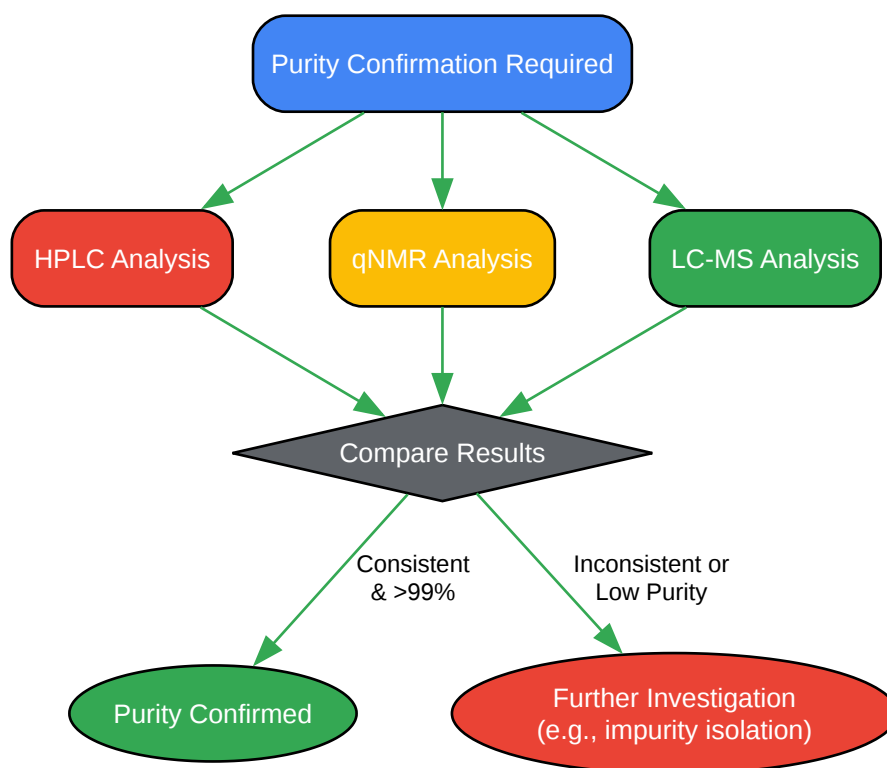 Purity Confirmation Required
HPLC Analysis
qNMR Analysis
LC-MS Analysis
Compare Results
Consistent
& >99%
Inconsistent or
Low Purity
Purity Confirmed
Further Investigation
(e.g., impurity isolation)